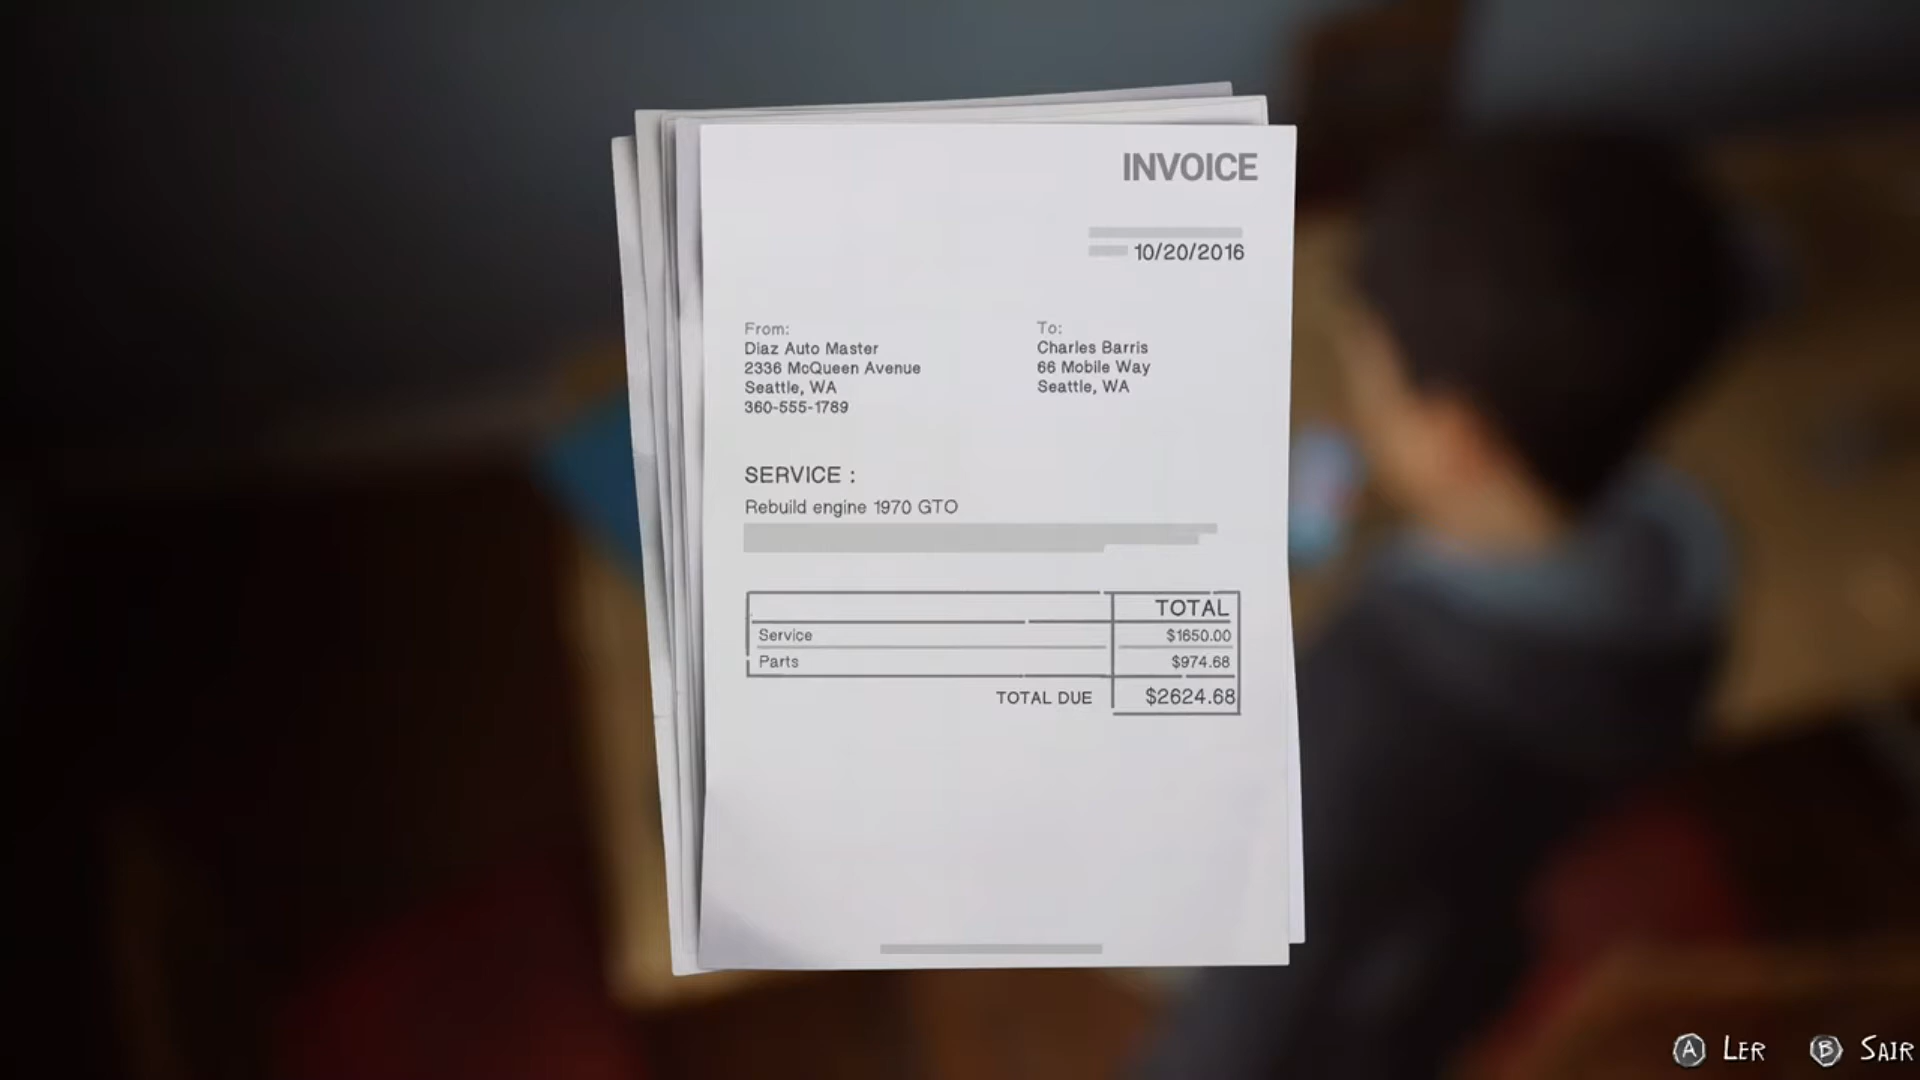 INVOICE
10/20/2016
From:
Diaz Auto Master
2336 McQueen Avenue
Seattle, WA
360-555-1789
To:
Charles Barris
66 Mobile Way
Seattle, WA
SERVICE :
Rebuild engine 1970 GTO
TOTAL
Service $1650.00
Parts $974.68
TOTAL DUE $2624.68
A LER B SAIR